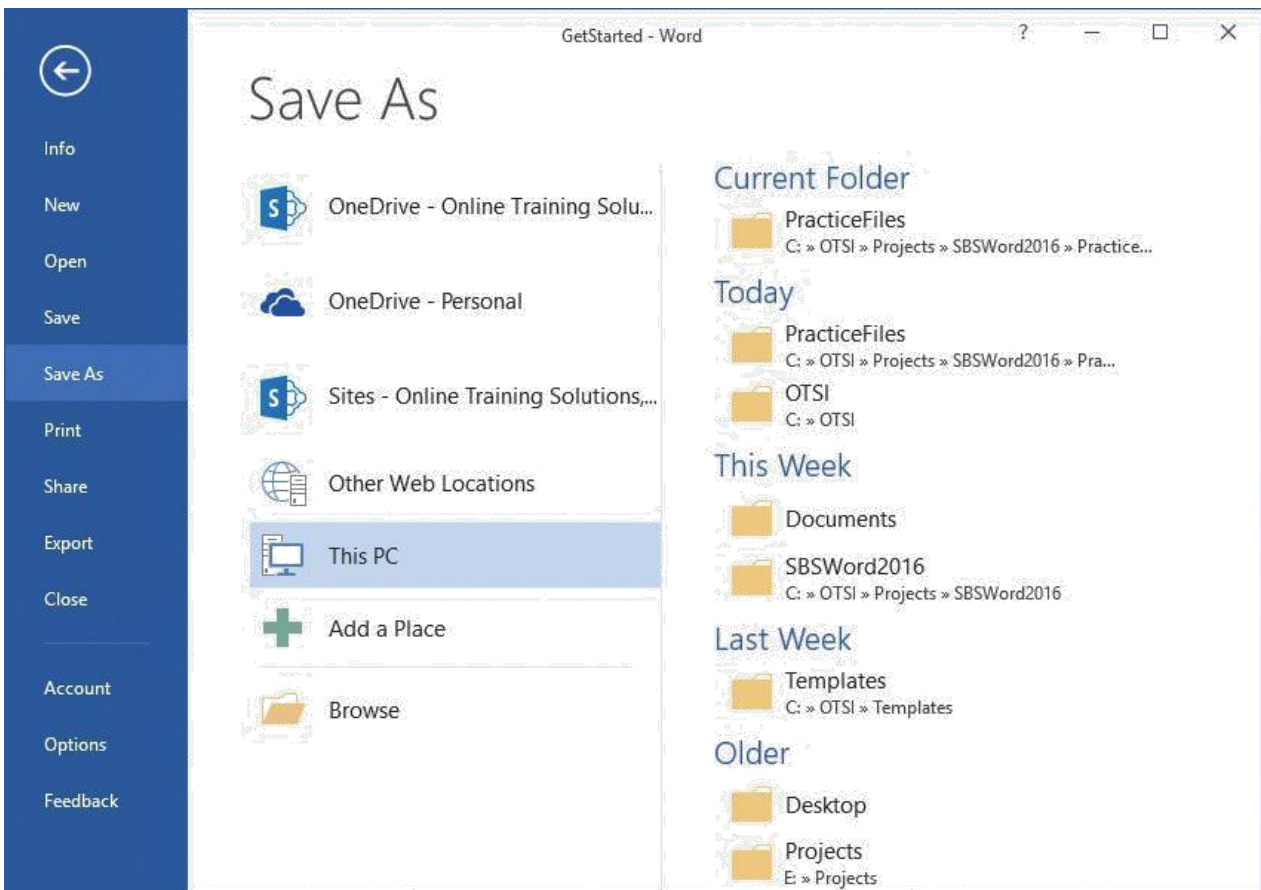 GetStarted - Word
?
Save As
Info
New
Open
Save
Save As
Print
Share
Export
Close
Account
Options
Feedback
S
OneDrive - Online Training Solu...
OneDrive - Personal
S
Sites - Online Training Solutions,...
Other Web Locations
This PC
Add a Place
Browse
Current Folder
PracticeFiles
C: » OTSI » Projects » SBSWord2016 » Practice...
Today
PracticeFiles
C: » OTSI » Projects » SBSWord2016 » Pra...
OTSI
C: » OTSI
This Week
Documents
SBSWord2016
C: » OTSI » Projects » SBSWord2016
Last Week
Templates
C: » OTSI » Templates
Older
Desktop
Projects
E: » Projects